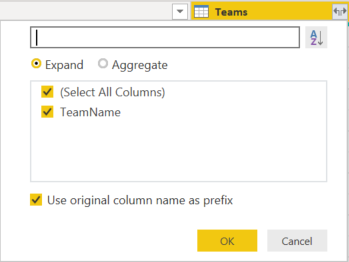 Teams
Expand Aggregate
(Select All Columns)
TeamName
Use original column name as prefix
OK Cancel